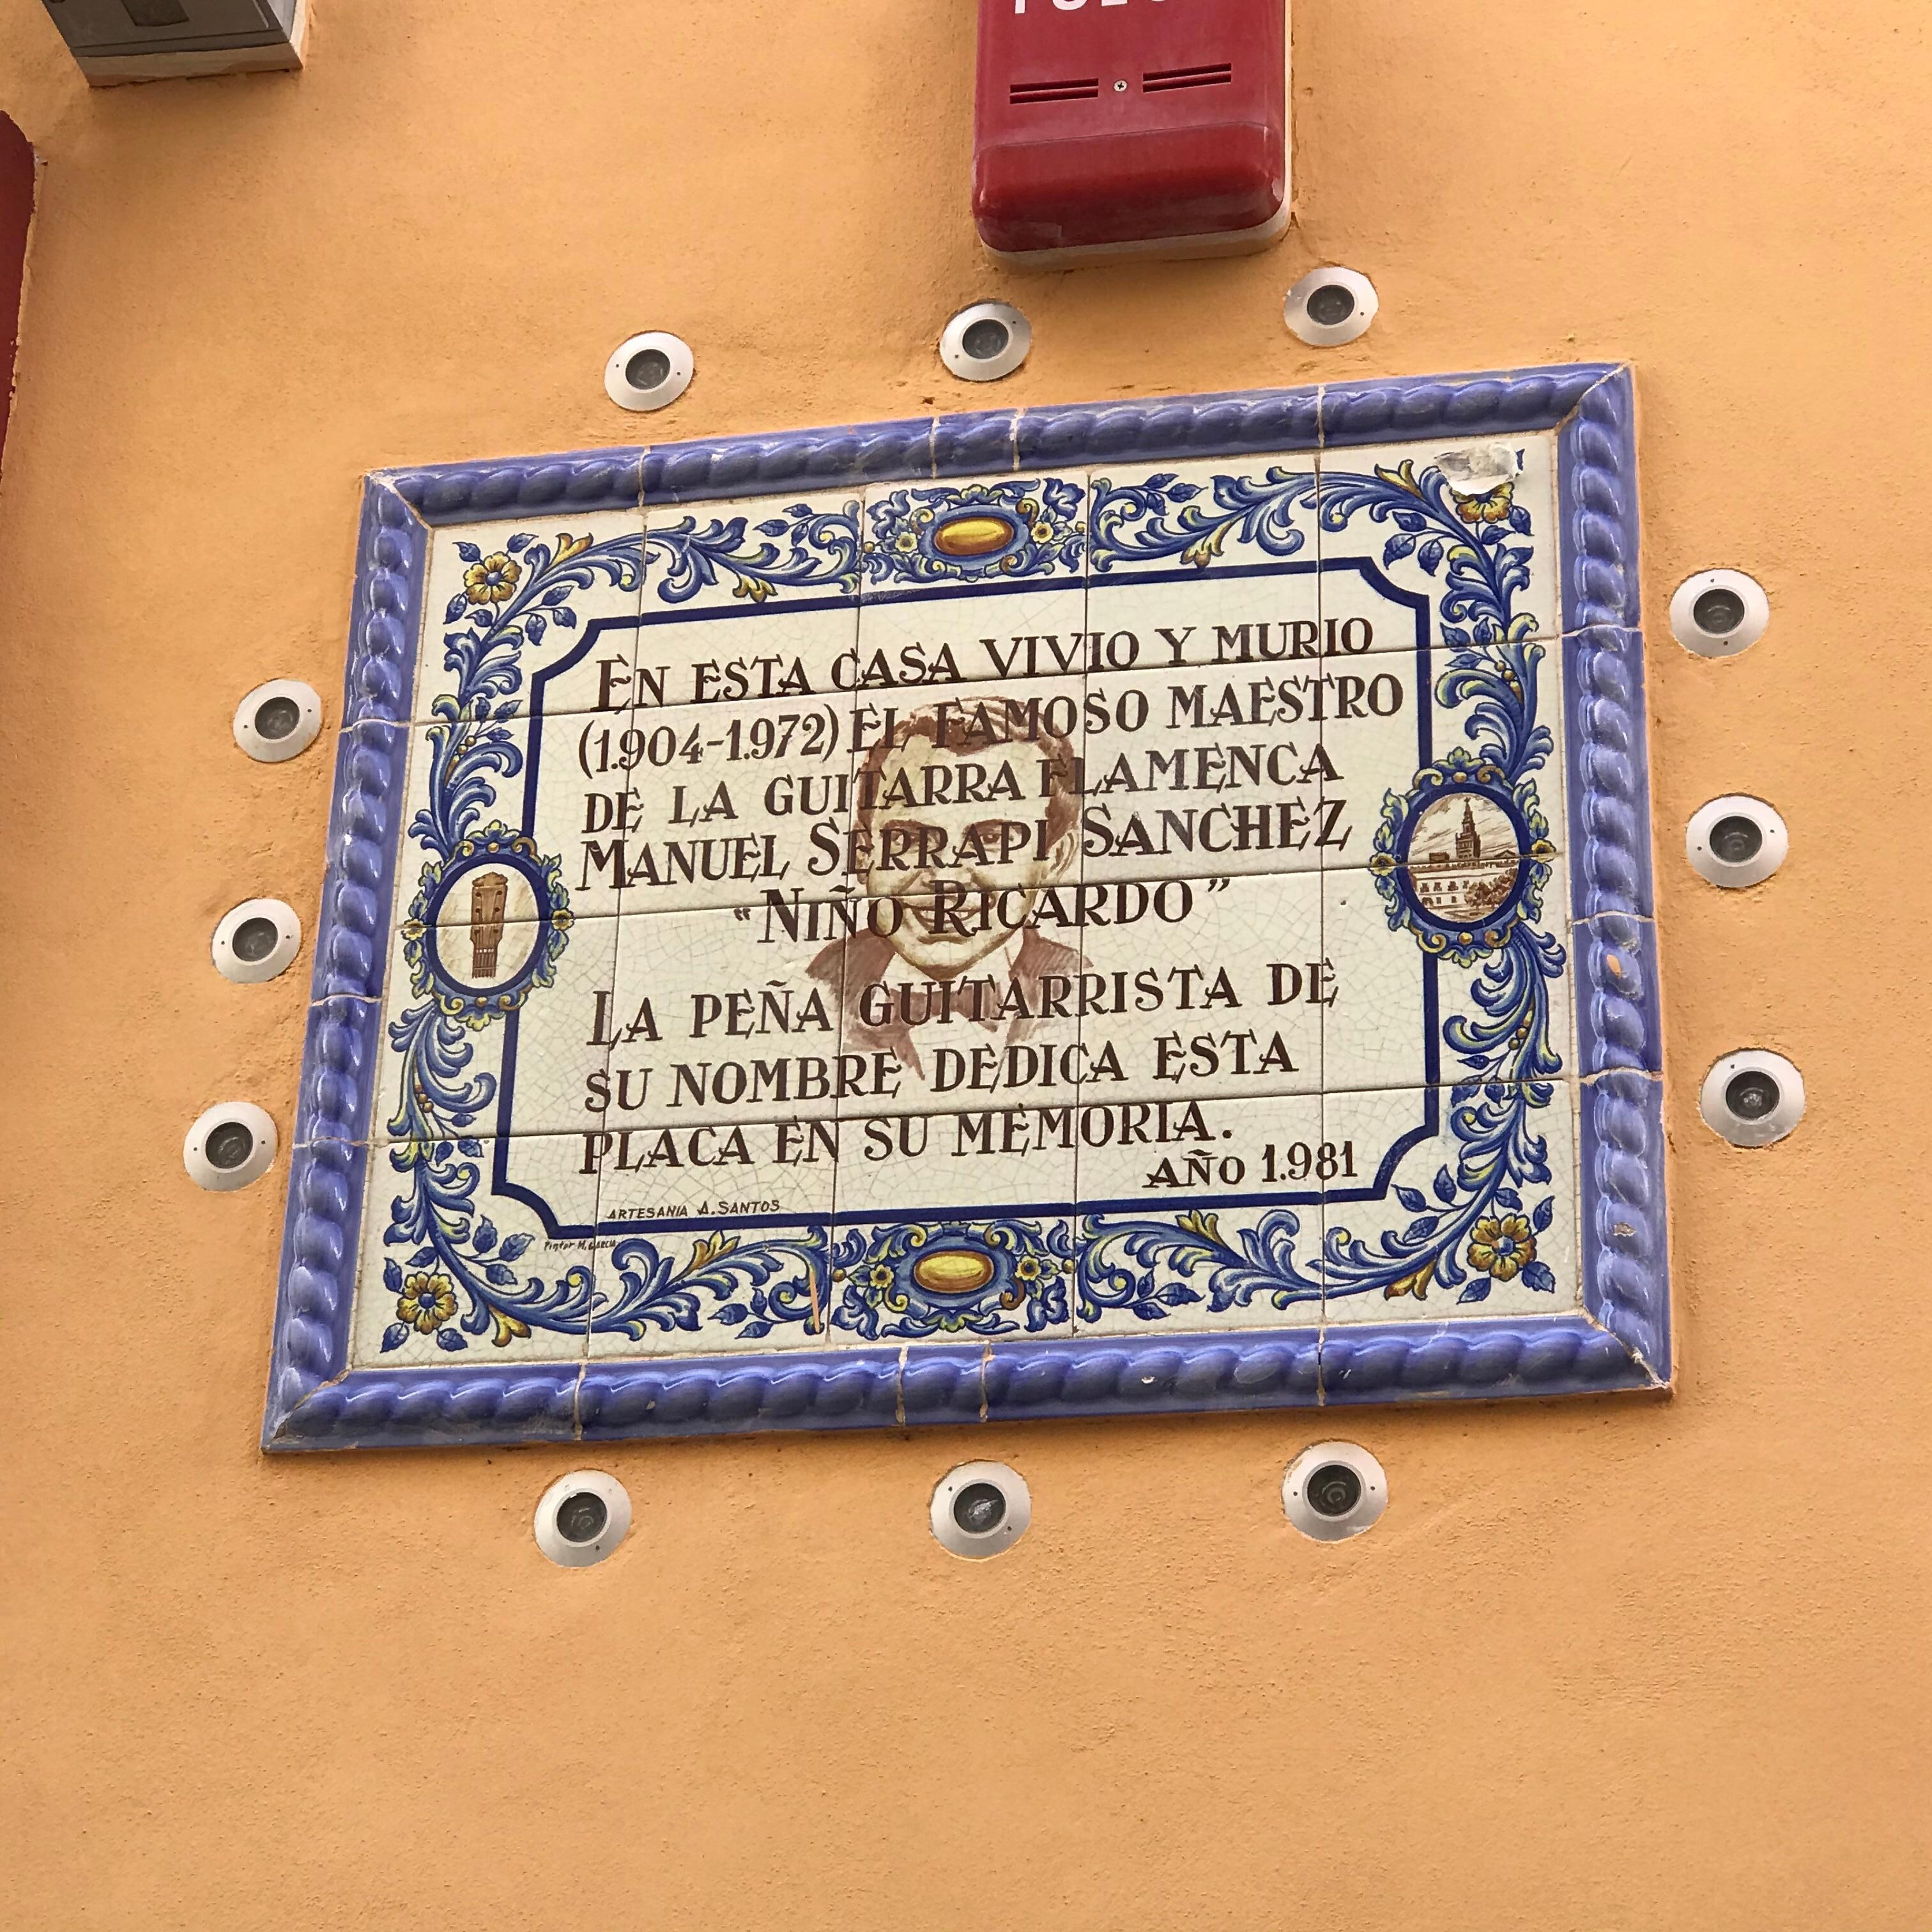 EN ESTA CASA VIVIO Y MURIO
(1.904-1.972) EL FAMOSO MAESTRO
DE LA GUITARRA FLAMENCA
MANUEL SERRAPI SANCHEZ
"NIÑO RICARDO"
LA PEÑA GUITARRISTA DE
SU NOMBRE DEDICA ESTA
PLACA EN SU MEMORIA.
AÑO 1.981
ARTESANIA A. SANTOS
Pintor M. GARCIA